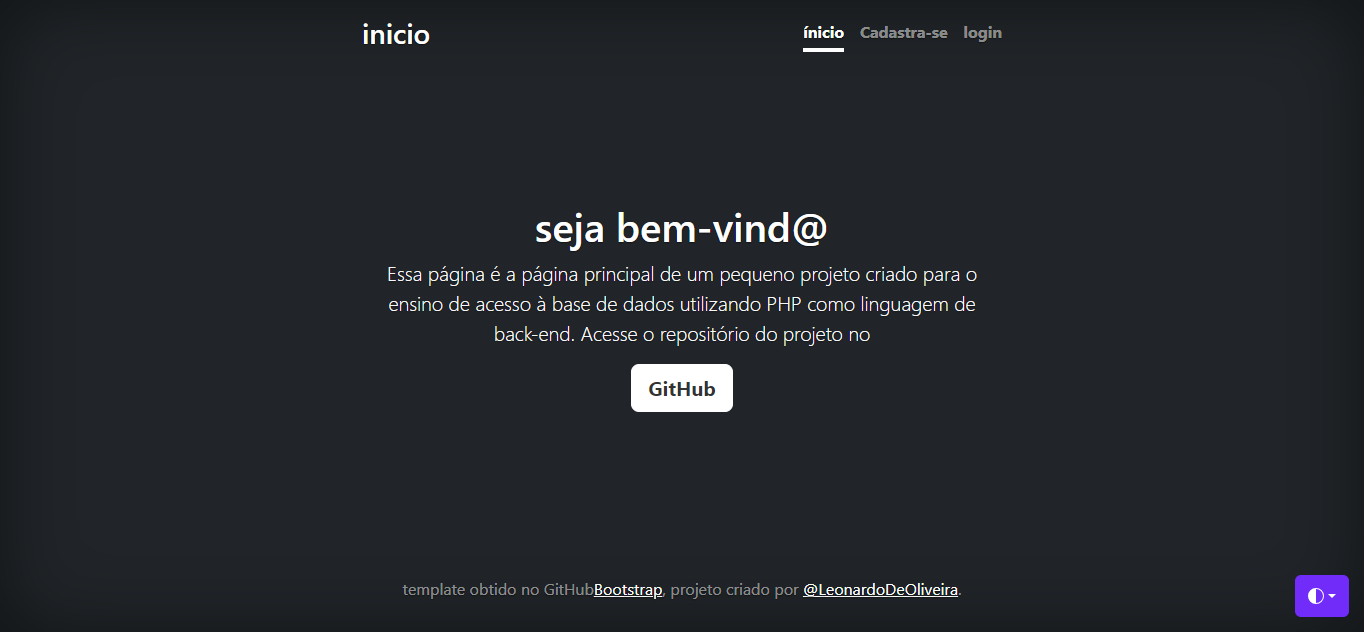 inicio
ínicio Cadastra-se login
seja bem-vind@
Essa página é a página principal de um pequeno projeto criado para o
ensino de acesso à base de dados utilizando PHP como linguagem de
back-end. Acesse o repositório do projeto no
GitHub
template obtido no GitHubBootstrap, projeto criado por @LeonardoDeOliveira.